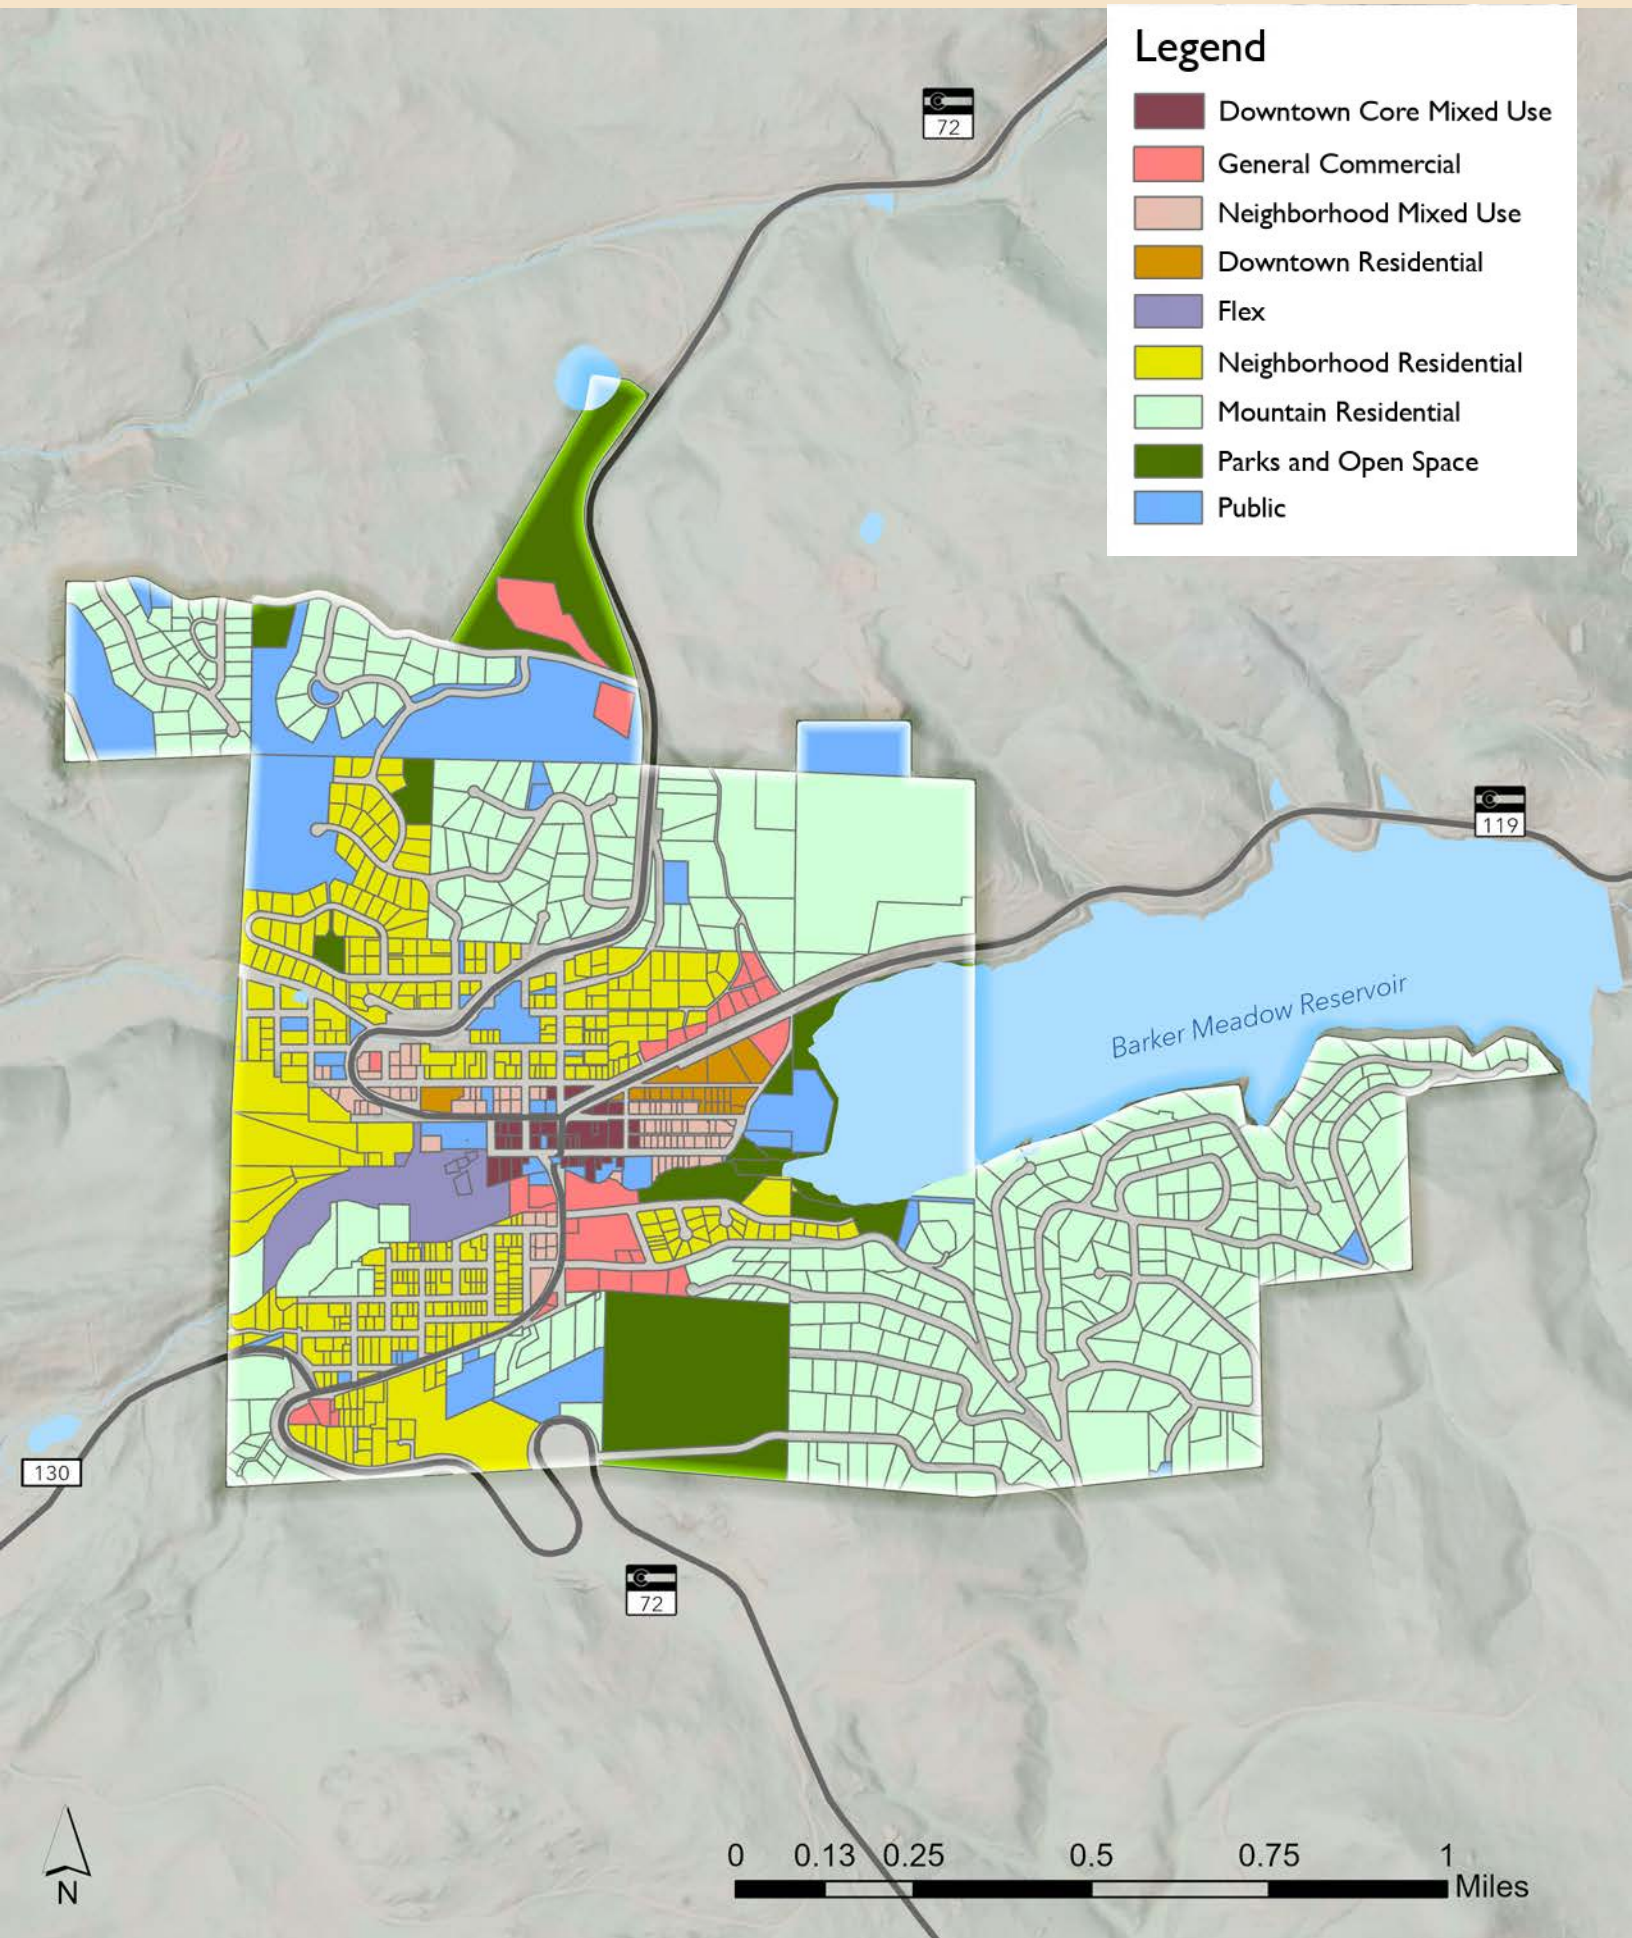 Legend
Downtown Core Mixed Use
General Commercial
Neighborhood Mixed Use
Downtown Residential
Flex
Neighborhood Residential
Mountain Residential
Parks and Open Space
Public
72
119
Barker Meadow Reservoir
130
72
N
0 0.13 0.25 0.5 0.75 1
Miles